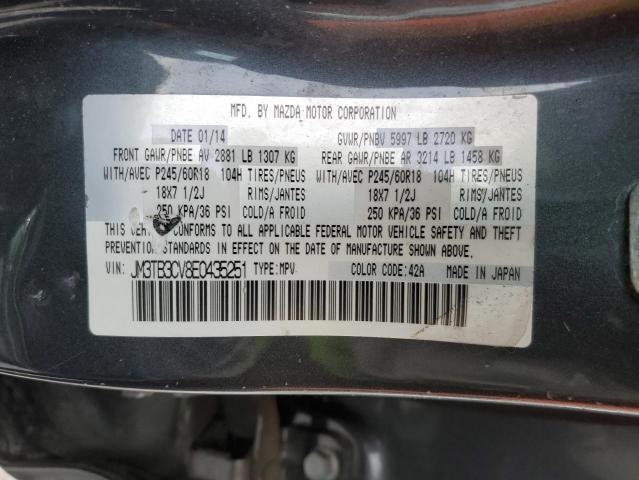 MFD. BY MAZDA MOTOR CORPORATION
DATE 01/14 GVWR/PNBV 5997 LB 2720 KG
FRONT GAWR/PNBE AV 2881 LB 1307 KG REAR GAWR/PNBE AR 3214 LB 1458 KG
WITH/AVEC P245/60R18 104H TIRES/PNEUS WITH/AVEC P245/60R18 104H TIRES/PNEUS
18X7 1/2J RIMS/JANTES 18X7 1/2J RIMS/JANTES
250 KPA/36 PSI COLD/A FROID 250 KPA/36 PSI COLD/A FROID
THIS VEHICLE CONFORMS TO ALL APPLICABLE FEDERAL MOTOR VEHICLE SAFETY AND THEFT
PREVENTION STANDARDS IN EFFECT ON THE DATE OF MANUFACTURE SHOWN ABOVE.
VIN: JM3TB3CV8E0435251 TYPE:MPV COLOR CODE:42A MADE IN JAPAN